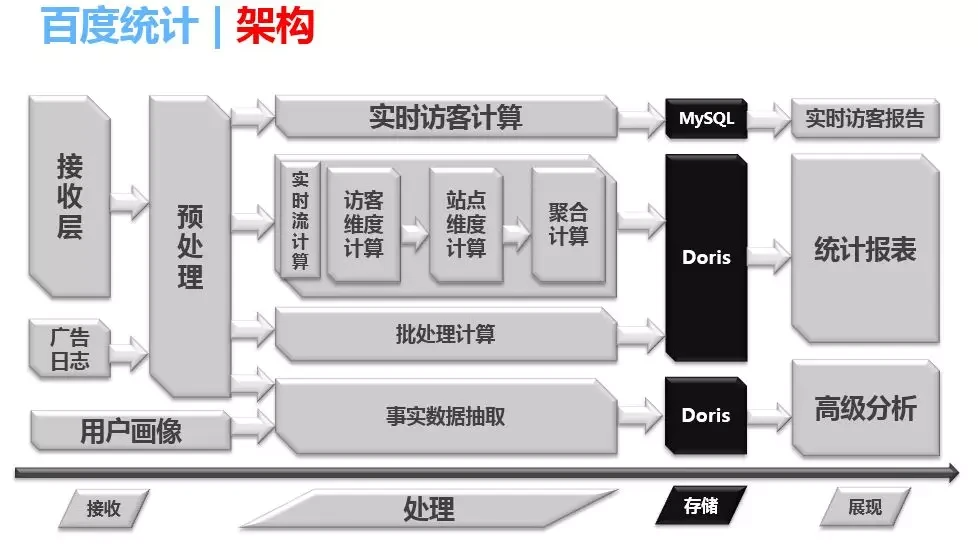 百度统计 | 架构
接收层
广告
日志
用户画像
预处理
实时访客计算
MySQL
实时访客报告
实时流计算
访客
维度
计算
站点
维度
计算
聚合
计算
Doris
统计报表
批处理计算
事实数据抽取
Doris
高级分析
接收
处理
存储
展现